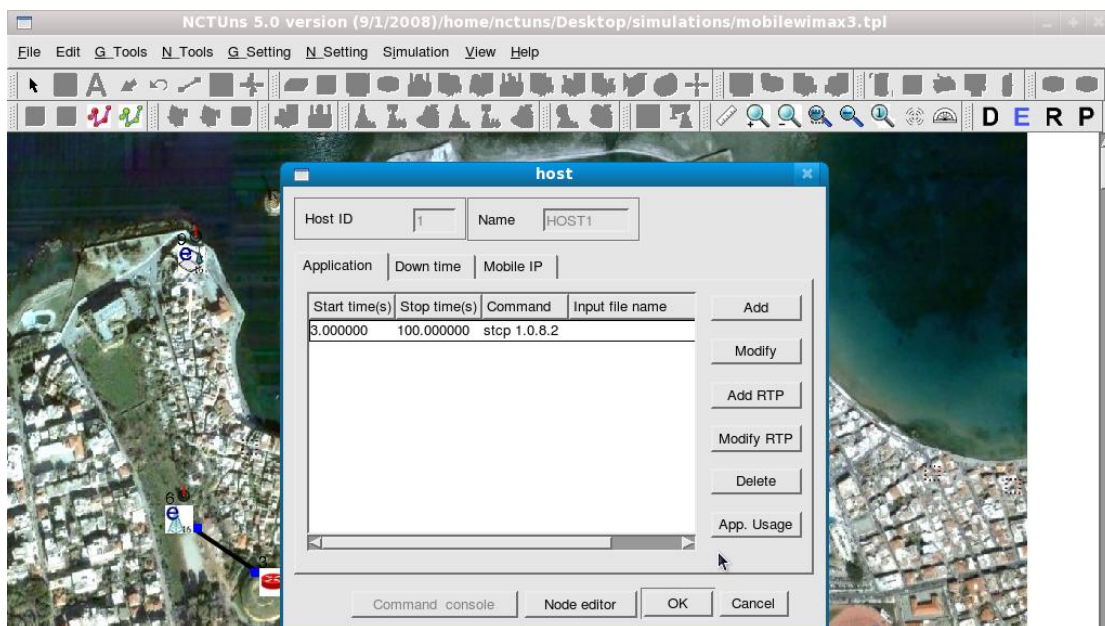 NCTUns 5.0 version (9/1/2008)/home/nctuns/Desktop/simulations/mobilewimax3.tpl
File Edit G_Tools N_Tools G_Setting N_Setting Simulation View Help
D E R P
host
Host ID 1 Name HOST1
Application Down time Mobile IP
Start time(s) Stop time(s) Command Input file name
3.000000 100.000000 stcp 1.0.8.2
Add
Modify
Add RTP
Modify RTP
Delete
App. Usage
Command console Node editor OK Cancel
9
e
6
e